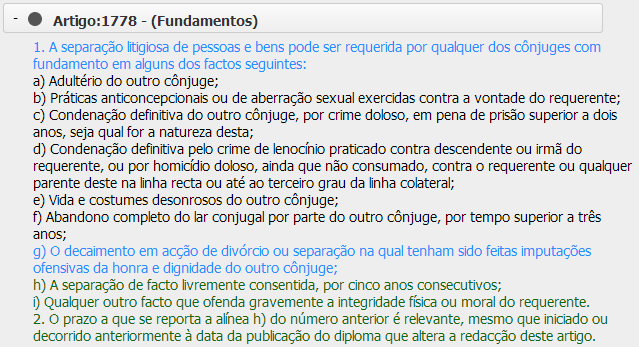 - Artigo:1778 - (Fundamentos)
1. A separação litigiosa de pessoas e bens pode ser requerida por qualquer dos cônjuges com
fundamento em alguns dos factos seguintes:
a) Adultério do outro cônjuge;
b) Práticas anticoncepcionais ou de aberração sexual exercidas contra a vontade do requerente;
c) Condenação definitiva do outro cônjuge, por crime doloso, em pena de prisão superior a dois
anos, seja qual for a natureza desta;
d) Condenação definitiva pelo crime de lenocínio praticado contra descendente ou irmã do
requerente, ou por homicídio doloso, ainda que não consumado, contra o requerente ou qualquer
parente deste na linha recta ou até ao terceiro grau da linha colateral;
e) Vida e costumes desonrosos do outro cônjuge;
f) Abandono completo do lar conjugal por parte do outro cônjuge, por tempo superior a três
anos;
g) O decaimento em acção de divórcio ou separação na qual tenham sido feitas imputações
ofensivas da honra e dignidade do outro cônjuge;
h) A separação de facto livremente consentida, por cinco anos consecutivos;
i) Qualquer outro facto que ofenda gravemente a integridade física ou moral do requerente.
2. O prazo a que se reporta a alínea h) do número anterior é relevante, mesmo que iniciado ou
decorrido anteriormente à data da publicação do diploma que altera a redacção deste artigo.